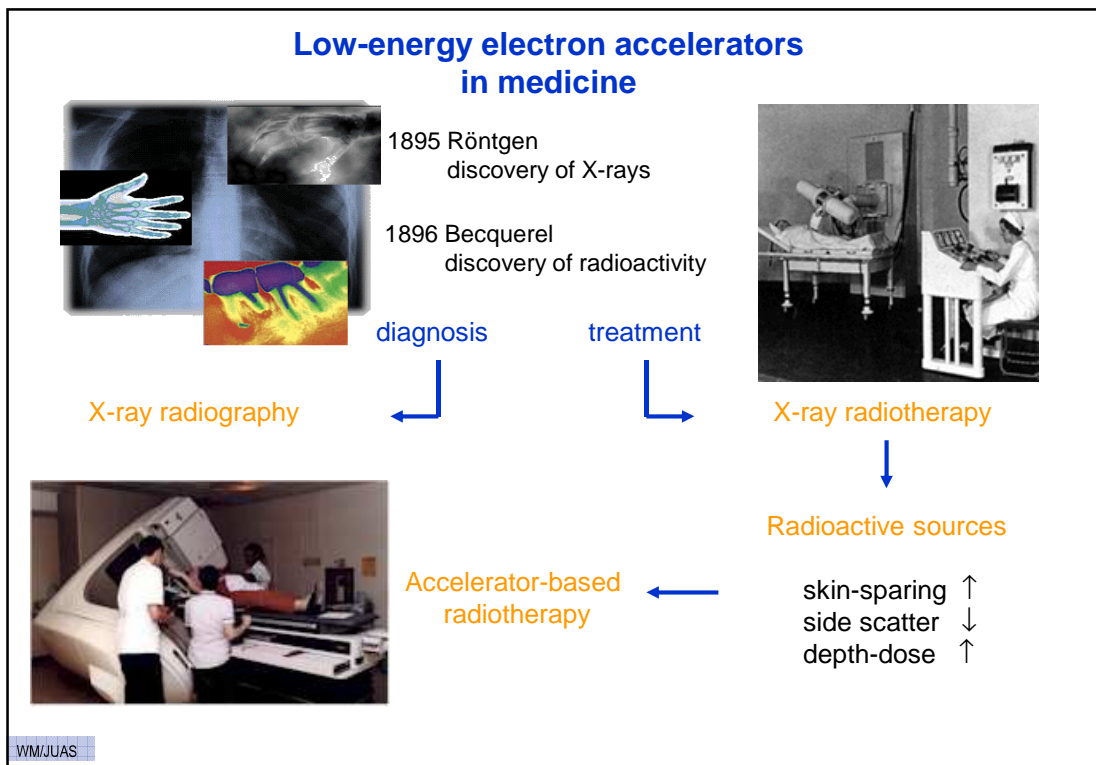 Low-energy electron accelerators
in medicine
1895 Röntgen
discovery of X-rays
1896 Becquerel
discovery of radioactivity
diagnosis
treatment
X-ray radiography
X-ray radiotherapy
Radioactive sources
skin-sparing ↑
side scatter ↓
depth-dose ↑
Accelerator-based
radiotherapy
WM/JUAS